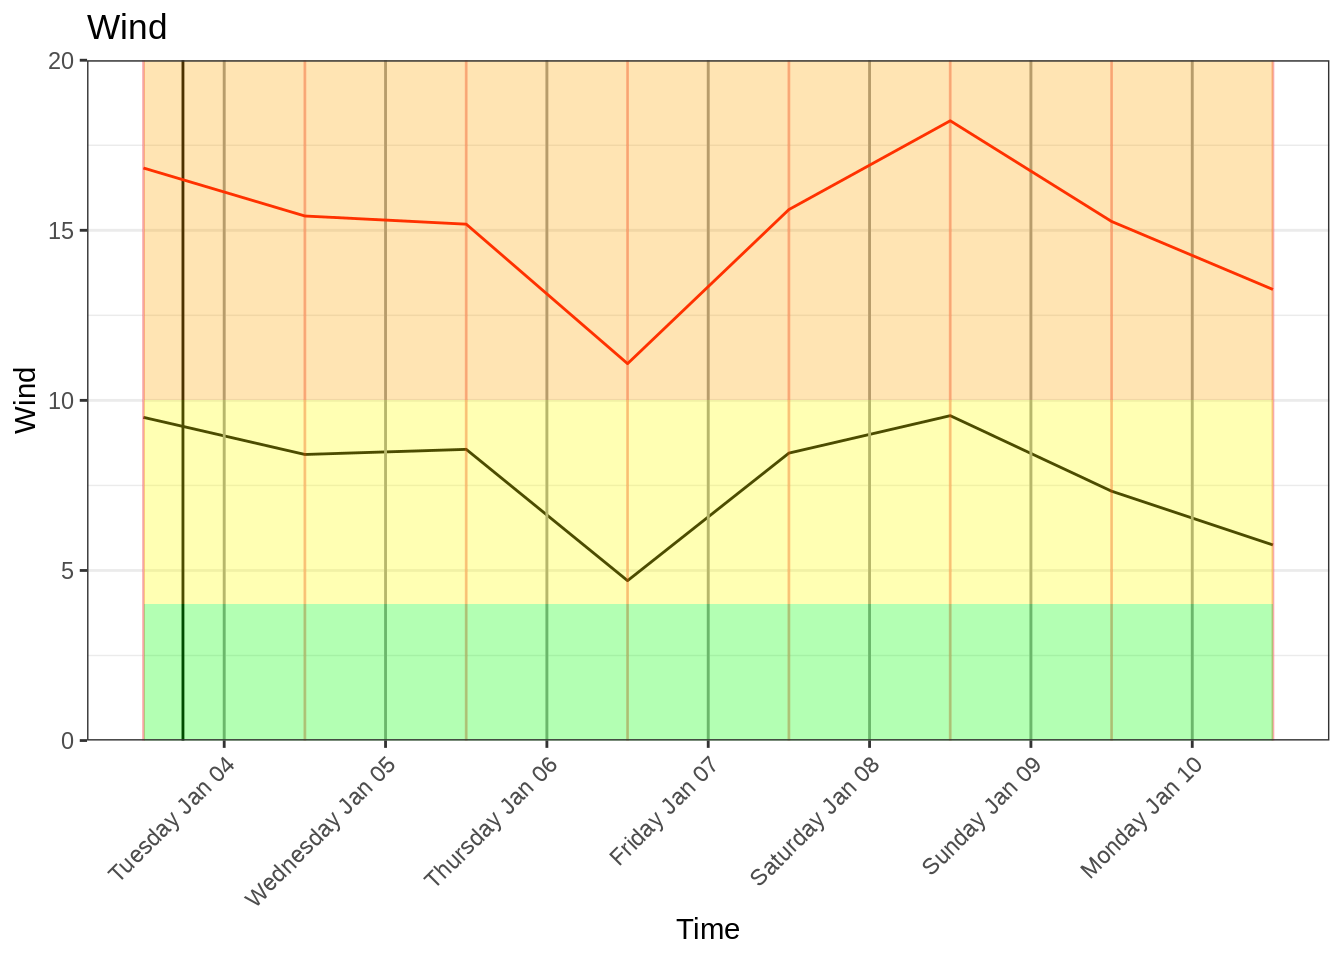 Wind
20
15
10
5
0
Wind
Tuesday Jan 04
Wednesday Jan 05
Thursday Jan 06
Friday Jan 07
Saturday Jan 08
Sunday Jan 09
Monday Jan 10
Time